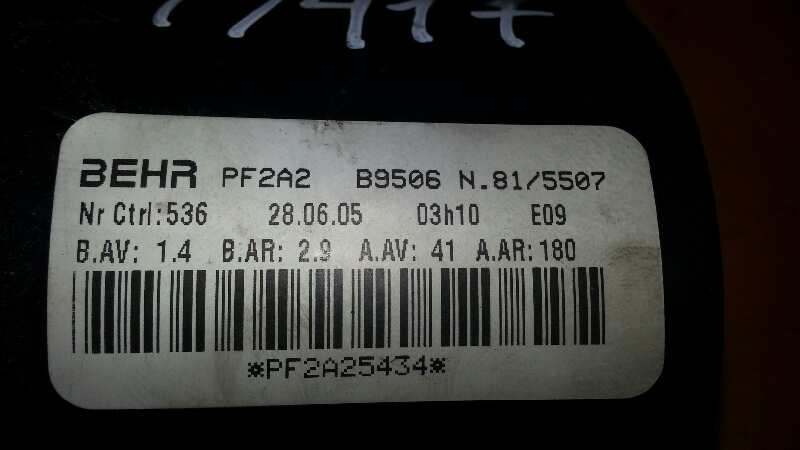 BEHR PF2A2 B9506 N.81/5507
Nr Ctrl:536 28.06.05 03h10 E09
B.AV: 1.4 B.AR: 2.9 A.AV: 41 A.AR:180
*PF2A25434*